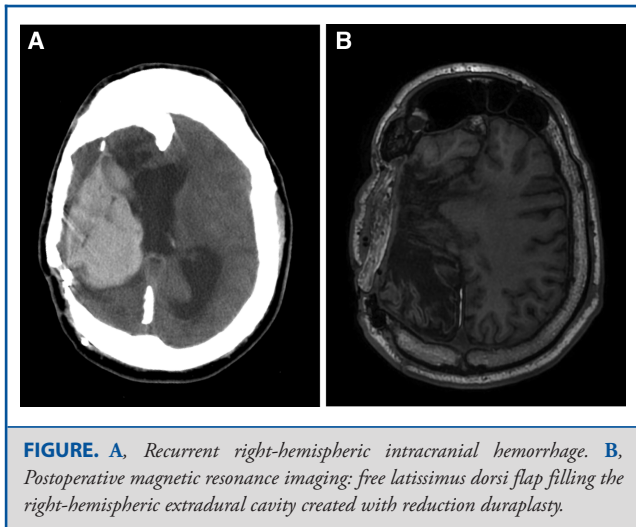 A
B
FIGURE. A, Recurrent right-hemispheric intracranial hemorrhage. B,
Postoperative magnetic resonance imaging: free latissimus dorsi flap filling the
right-hemispheric extradural cavity created with reduction duraplasty.